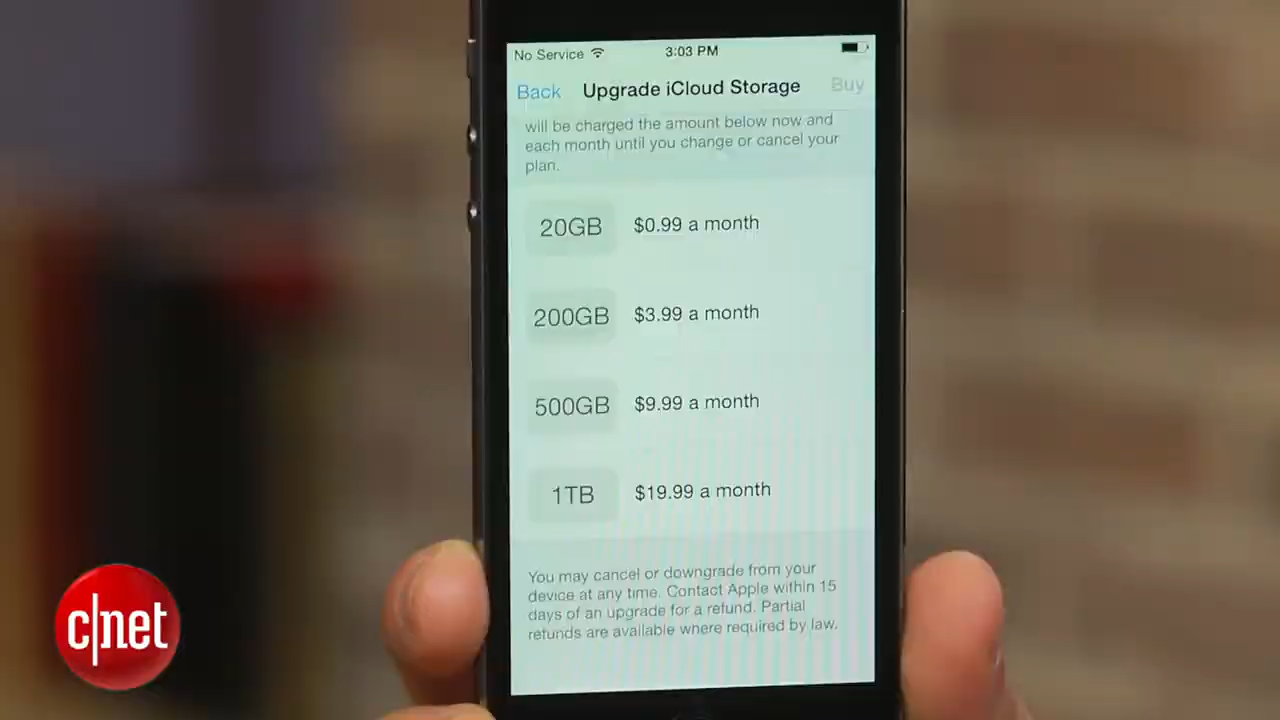 No Service 3:03 PM
Back Upgrade iCloud Storage Buy
will be charged the amount below now and
each month until you change or cancel your
plan.
20GB $0.99 a month
200GB $3.99 a month
500GB $9.99 a month
1TB $19.99 a month
You may cancel or downgrade from your
device at any time. Contact Apple within 15
days of an upgrade for a refund. Partial
refunds are available where required by law.
c|net